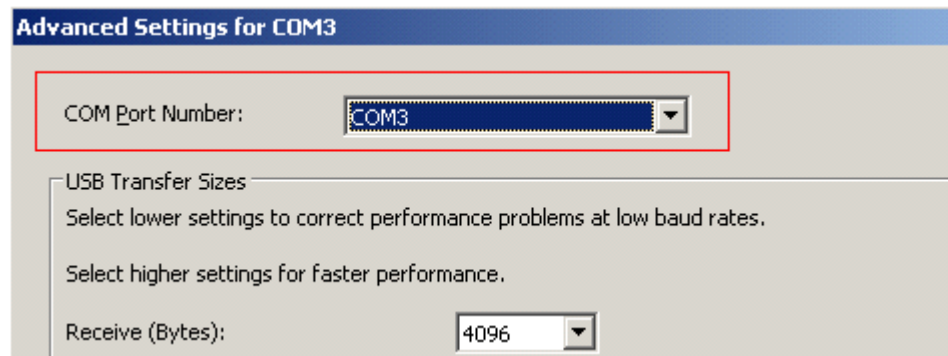 Advanced Settings for COM3
COM Port Number: COM3
USB Transfer Sizes
Select lower settings to correct performance problems at low baud rates.
Select higher settings for faster performance.
Receive (Bytes): 4096